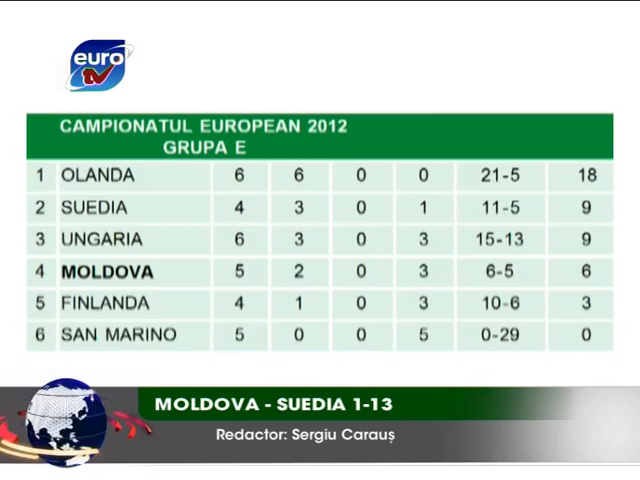 euro
tv
CAMPIONATUL EUROPEAN 2012
GRUPA E
1 OLANDA 6 6 0 0 21-5 18
2 SUEDIA 4 3 0 1 11-5 9
3 UNGARIA 6 3 0 3 15-13 9
4 MOLDOVA 5 2 0 3 6-5 6
5 FINLANDA 4 1 0 3 10-6 3
6 SAN MARINO 5 0 0 5 0-29 0
MOLDOVA - SUEDIA 1-13
Redactor: Sergiu Carauș